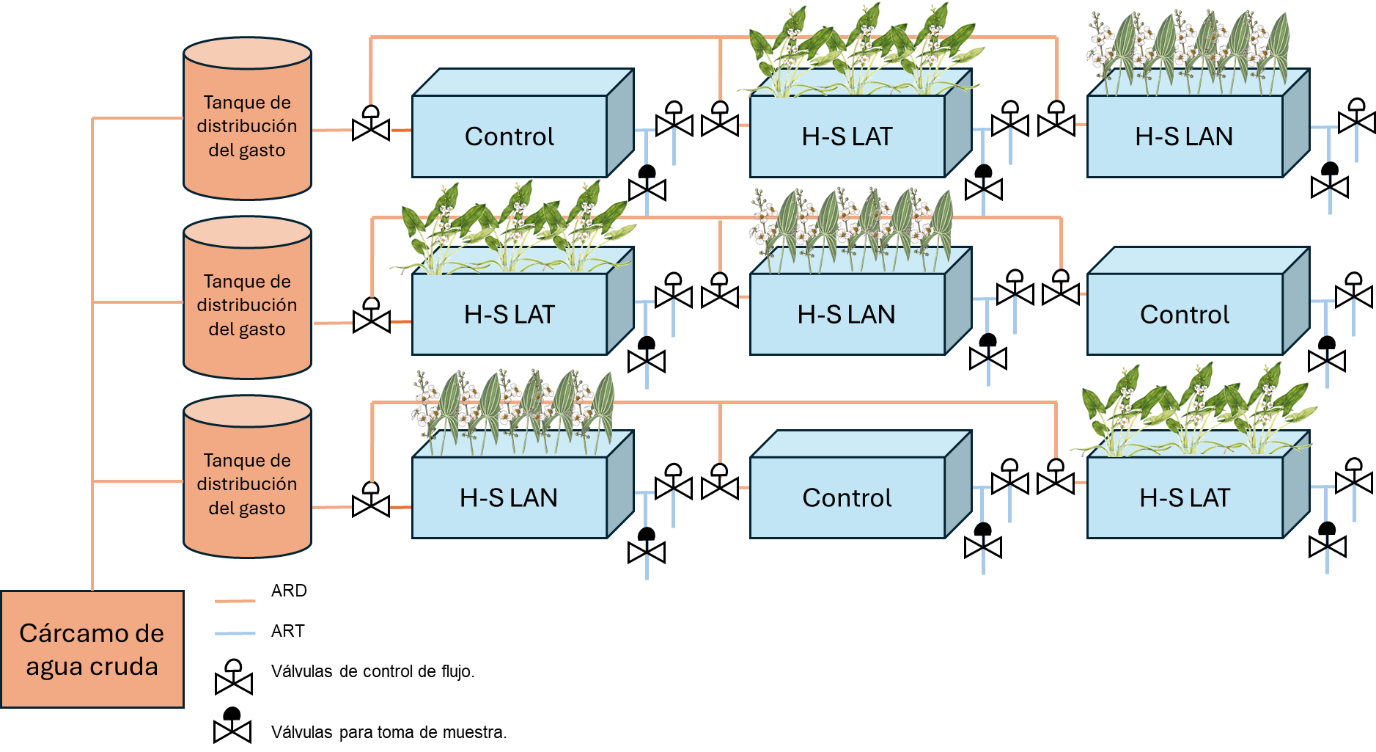 Tanque de
distribución
del gasto
Control
H-S LAT
H-S LAN
Tanque de
distribución
del gasto
H-S LAT
H-S LAN
Control
Tanque de
distribución
del gasto
H-S LAN
Control
H-S LAT
Cárcamo de
agua cruda
ARD
ART
Válvulas de control de flujo.
Válvulas para toma de muestra.